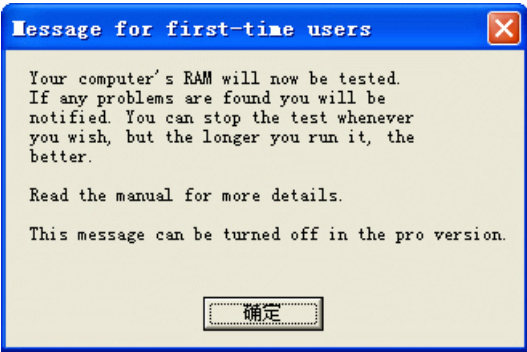 Message for first-time users
Your computer's RAM will now be tested.
If any problems are found you will be
notified. You can stop the test whenever
you wish, but the longer you run it, the
better.
Read the manual for more details.
This message can be turned off in the pro version.
确定